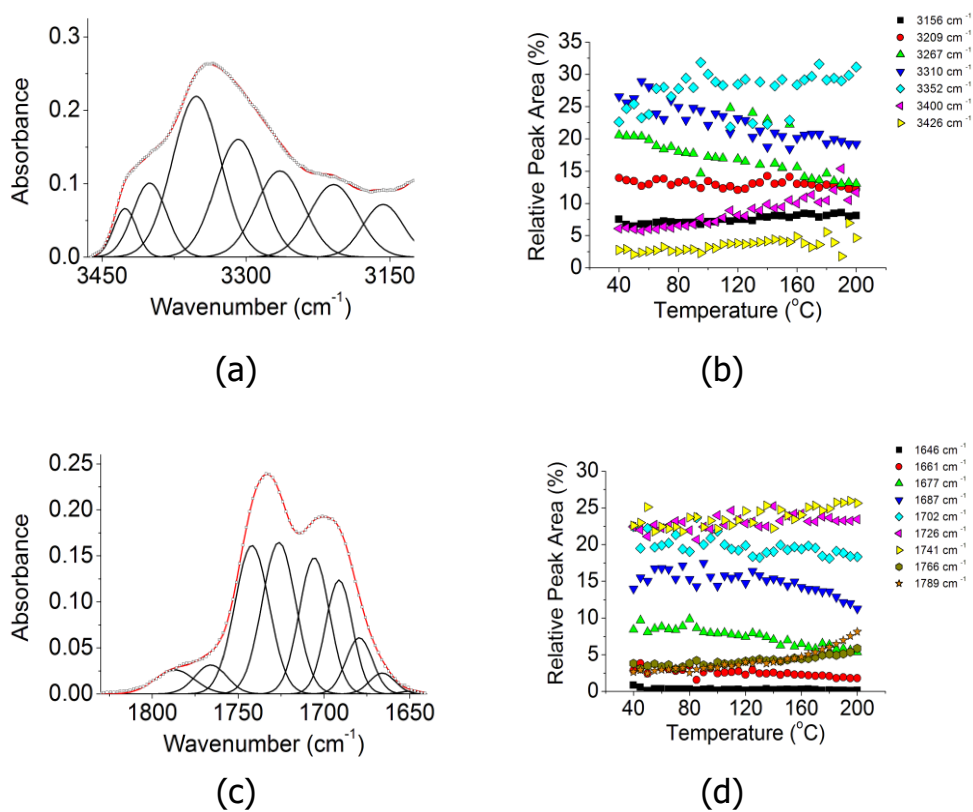 Absorbance
0.3
0.2
0.1
0.0
3450
3300
3150
Wavenumber (cm⁻¹)
(a)
Relative Peak Area (%)
35
30
25
20
15
10
5
0
40
80
120
160
200
Temperature (°C)
3156 cm⁻¹
3209 cm⁻¹
3267 cm⁻¹
3310 cm⁻¹
3352 cm⁻¹
3400 cm⁻¹
3426 cm⁻¹
(b)
Absorbance
0.25
0.20
0.15
0.10
0.05
0.00
1800
1750
1700
1650
Wavenumber (cm⁻¹)
(c)
Relative Peak Area (%)
30
25
20
15
10
5
0
40
80
120
160
200
Temperature (°C)
1646 cm⁻¹
1661 cm⁻¹
1677 cm⁻¹
1687 cm⁻¹
1702 cm⁻¹
1726 cm⁻¹
1741 cm⁻¹
1766 cm⁻¹
1789 cm⁻¹
(d)